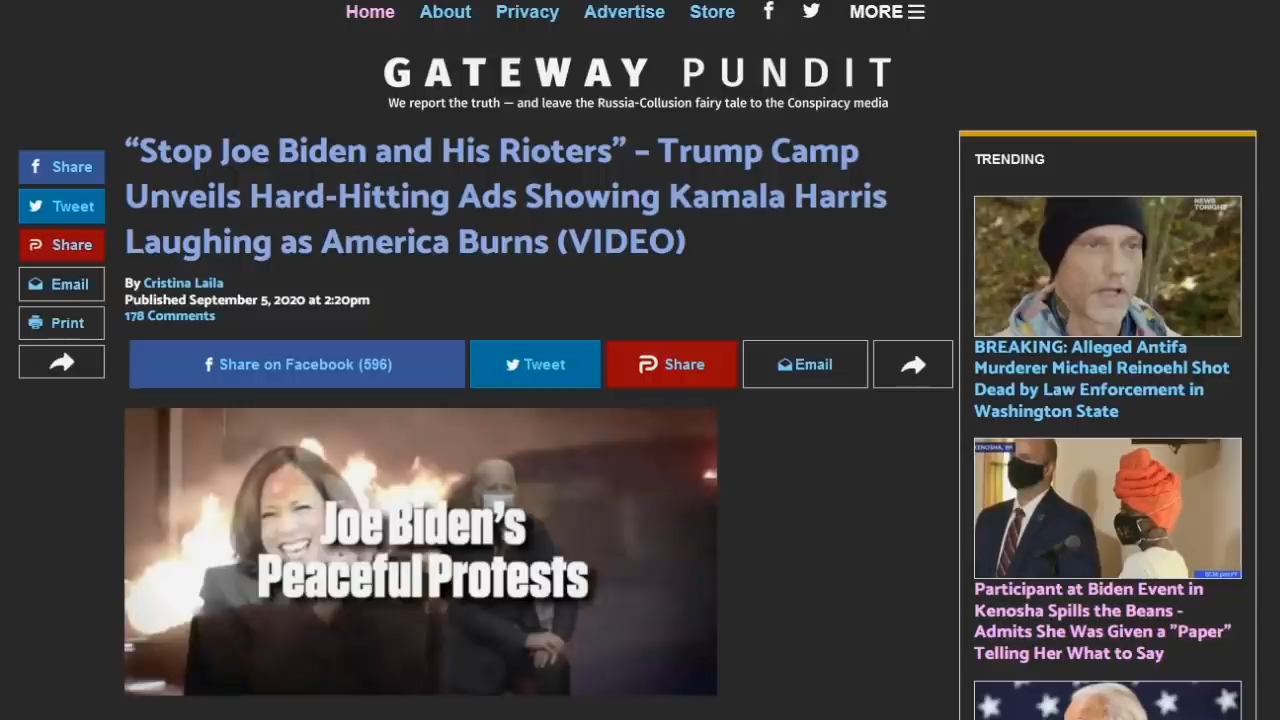 Home About Privacy Advertise Store MORE
GATEWAY PUNDIT
We report the truth — and leave the Russia-Collusion fairy tale to the Conspiracy media
Share
Tweet
Share
Email
Print
“Stop Joe Biden and His Rioters” – Trump Camp
Unveils Hard-Hitting Ads Showing Kamala Harris
Laughing as America Burns (VIDEO)
By Cristina Laila
Published September 5, 2020 at 2:20pm
178 Comments
Share on Facebook (596) Tweet Share Email
Joe Biden's
Peaceful Protests
TRENDING
NEWS
TONIGHT
BREAKING: Alleged Antifa
Murderer Michael Reinoehl Shot
Dead by Law Enforcement in
Washington State
KENOSHA, WI
Participant at Biden Event in
Kenosha Spills the Beans -
Admits She Was Given a "Paper"
Telling Her What to Say